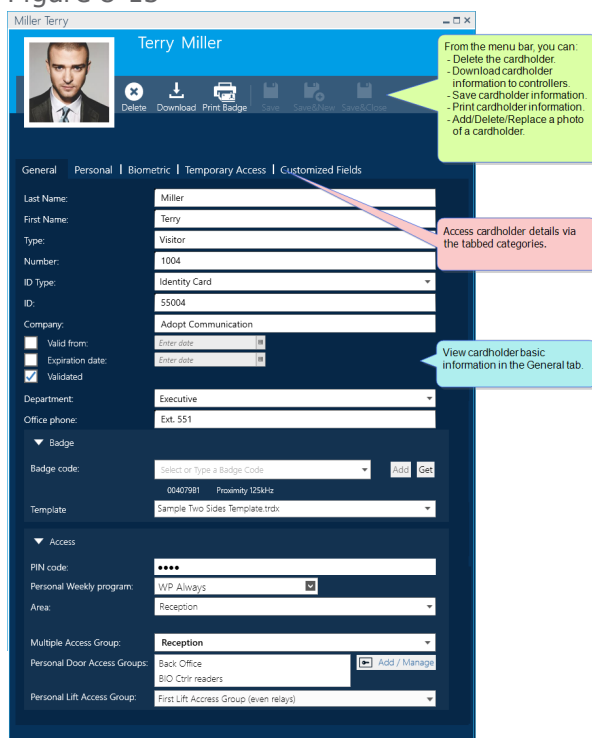 Miller Terry
Terry Miller
Delete Download Print Badge Save Save&New Save&Close
From the menu bar, you can:
- Delete the cardholder.
- Download cardholder
information to controllers.
- Save cardholder information.
- Print cardholder information.
- Add/Delete/Replace a photo
of a cardholder.
General Personal | Biometric | Temporary Access | Customized Fields
Last Name: Miller
First Name: Terry
Type: Visitor
Access cardholder details via
the tabbed categories.
Number: 1004
ID Type: Identity Card
ID: 55004
Company: Adopt Communication
Valid from: Enter date
Expiration date: Enter date
Validated
View cardholder basic
information in the General tab.
Department: Executive
Office phone: Ext. 551
Badge
Badge code: Select or Type a Badge Code Add Get
00407981 Proximity 125kHz
Template Sample Two Sides Template.trdx
Access
PIN code: ••••
Personal Weekly program: WP Always
Area: Reception
Multiple Access Group: Reception
Personal Door Access Groups: Back Office Add / Manage
BIO Ctrlr readers
Personal Lift Access Group: First Lift Accress Group (even relays)